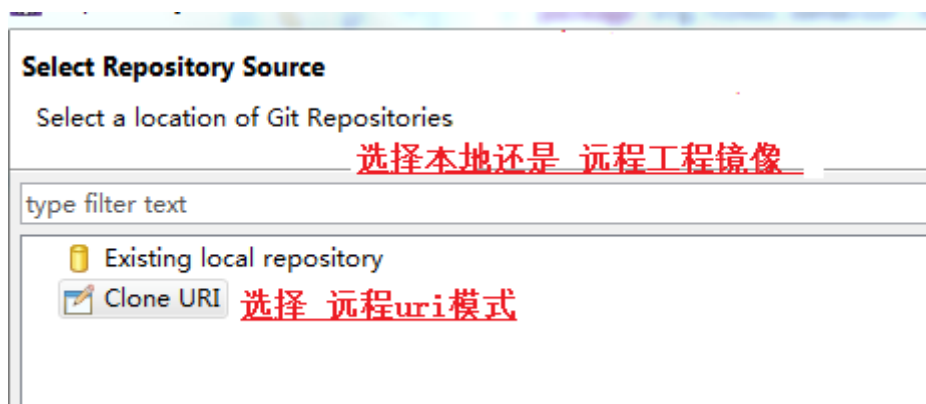 Select Repository Source
Select a location of Git Repositories
选择本地还是 远程工程镜像
type filter text
Existing local repository
Clone URI 选择 远程uri模式